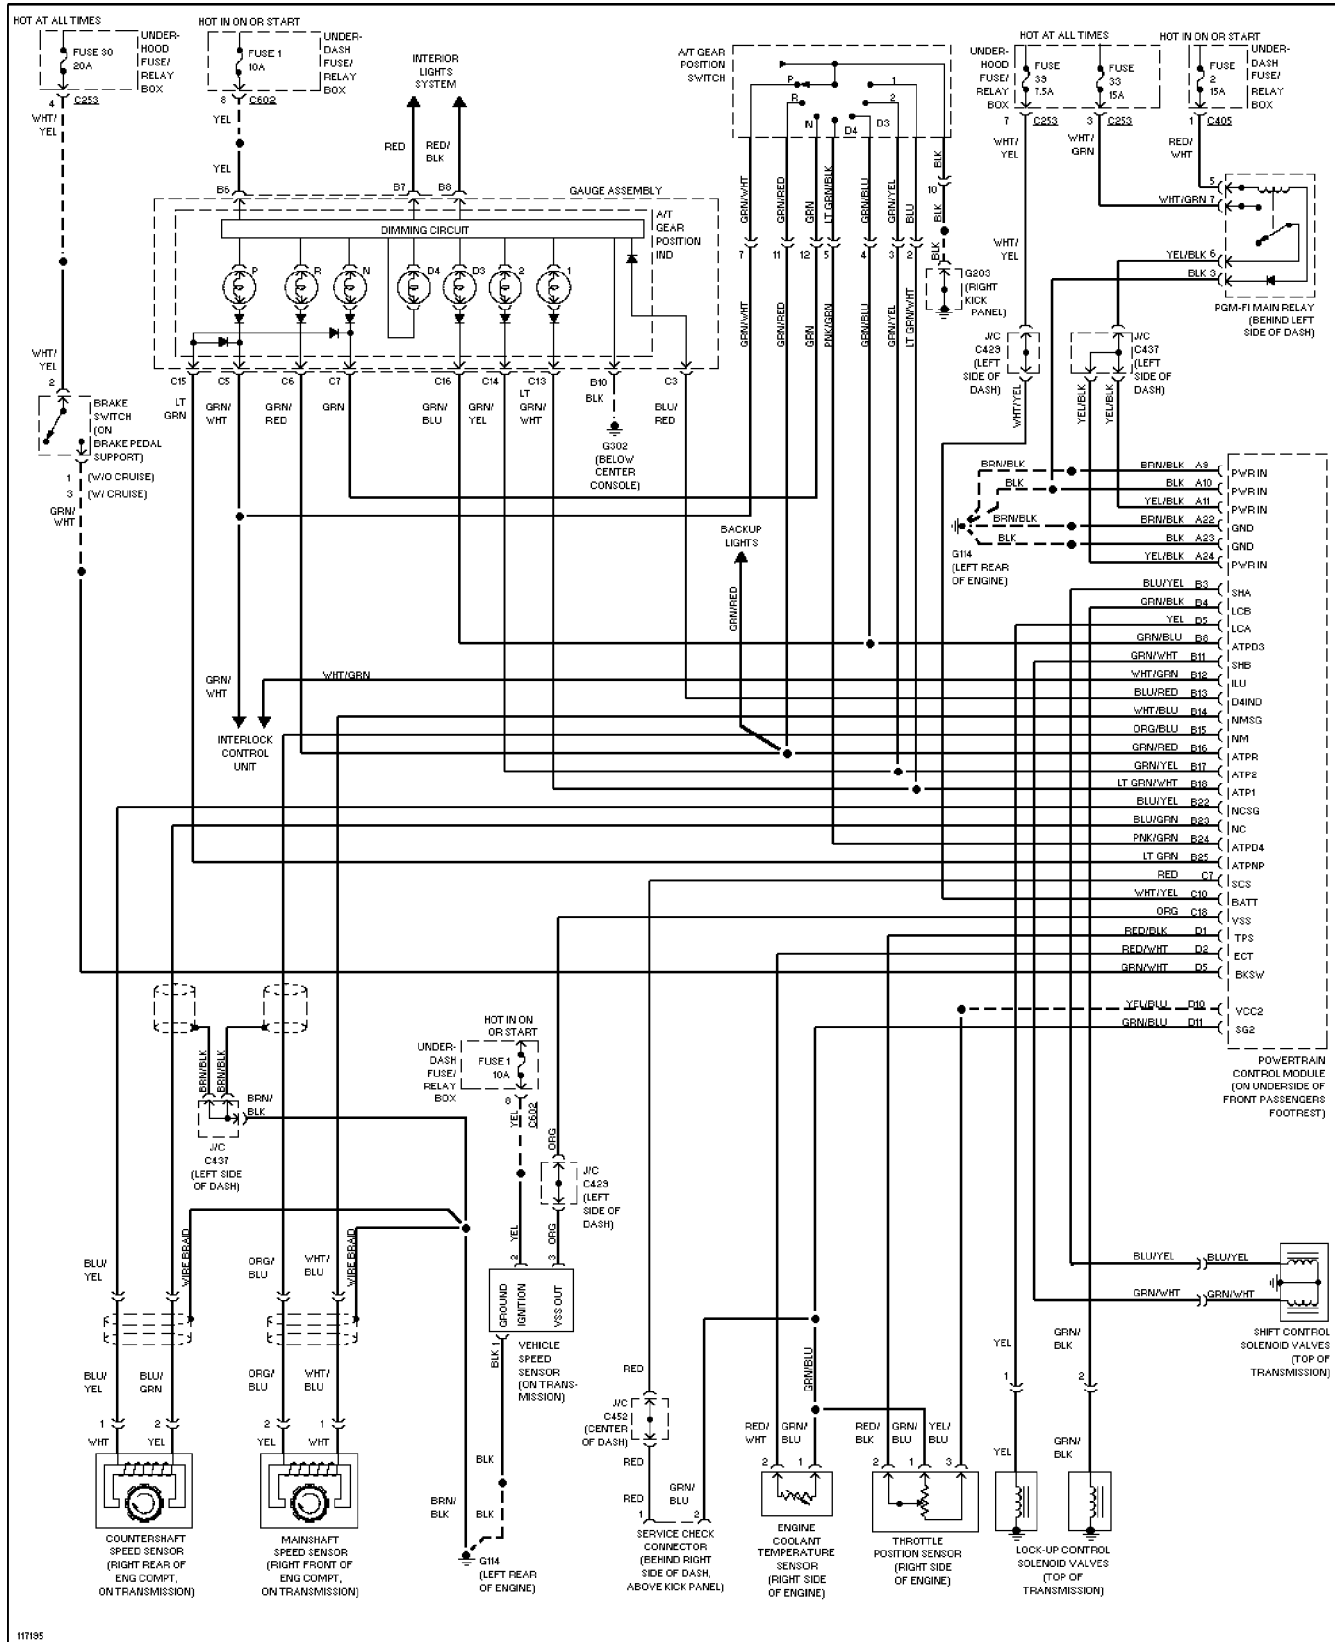 HOT AT ALL TIMES
FUSE 30
20A
UNDER-
HOOD
FUSE/
RELAY
BOX
4 C253
WHT/
YEL
HOT IN ON OR START
FUSE 1
10A
UNDER-
DASH
FUSE/
RELAY
BOX
8 C602
YEL
YEL
B6
INTERIOR
LIGHTS
SYSTEM
RED
RED/
BLK
B7
B8
GAUGE ASSEMBLY
A/T
GEAR
POSITION
IND
DIMMING CIRCUIT
P
R
N
D4
D3
2
1
C15
C5
C6
C7
C16
C14
C13
B10
C3
LT
GRN
GRN/
WHT
GRN/
RED
GRN
GRN/
BLU
GRN/
YEL
LT
GRN/
WHT
BLK
BLU/
RED
G302
(BELOW
CENTER
CONSOLE)
A/T GEAR
POSITION
SWITCH
P
R
N
D4
D3
2
1
GRN/WHT
GRN/RED
GRN
LT GRN/BLK
GRN/BLU
GRN/YEL
BLU
BLK
7
11
12
5
4
3
2
10
BLK
BLK
GRN/WHT
GRN/RED
GRN
PNK/GRN
GRN/BLU
GRN/YEL
LT GRN/WHT
G203
(RIGHT
KICK
PANEL)
HOT AT ALL TIMES
UNDER-
HOOD
FUSE/
RELAY
BOX
FUSE
39
7.5A
FUSE
33
15A
7 C253
3 C253
WHT/
YEL
WHT/
GRN
HOT IN ON OR START
FUSE
2
15A
UNDER-
DASH
FUSE/
RELAY
BOX
1 C405
RED/
WHT
5
WHT/GRN 7
YEL/BLK 6
BLK 3
PGM-FI MAIN RELAY
(BEHIND LEFT
SIDE OF DASH)
WHT/
YEL
J/C
C429
(LEFT
SIDE OF
DASH)
WHT/YEL
J/C
C437
(LEFT
SIDE OF
DASH)
YEL/BLK
YEL/BLK
WHT/
YEL
2
BRAKE
SWITCH
(ON
BRAKE PEDAL
SUPPORT)
1 (W/O CRUISE)
3 (W/ CRUISE)
GRN/
WHT
BACKUP
LIGHTS
GRN/RED
GRN/
WHT
WHT/GRN
INTERLOCK
CONTROL
UNIT
BRN/BLK
BLK
BRN/BLK
BLK
G114
(LEFT REAR
OF ENGINE)
BRN/BLK A9 PWR IN
BLK A10 PWR IN
YEL/BLK A11 PWR IN
BRN/BLK A22 GND
BLK A23 GND
YEL/BLK A24 PWR IN
BLU/YEL B3 SHA
GRN/BLK B4 LCB
YEL B5 LCA
GRN/BLU B8 ATPD3
GRN/WHT B11 SHB
WHT/GRN B12 ILU
BLU/RED B13 D4IND
WHT/BLU B14 NMSG
ORG/BLU B15 NM
GRN/RED B16 ATPR
GRN/YEL B17 ATP2
LT GRN/WHT B18 ATP1
BLU/YEL B22 NCSG
BLU/GRN B23 NC
PNK/GRN B24 ATPD4
LT GRN B25 ATPNP
RED C7 SCS
WHT/YEL C10 BATT
ORG C18 VSS
RED/BLK D1 TPS
RED/WHT D2 ECT
GRN/WHT D5 BKSW
YEL/BLU D10 VCC2
GRN/BLU D11 SG2
POWERTRAIN
CONTROL MODULE
(ON UNDERSIDE OF
FRONT PASSENGERS
FOOTREST)
BRN/BLK
BRN/BLK
BRN/
BLK
J/C
C437
(LEFT SIDE
OF DASH)
HOT IN ON
OR START
UNDER-
DASH
FUSE/
RELAY
BOX
FUSE 1
10A
8
C602
YEL
YEL
2
ORG
J/C
C429
(LEFT
SIDE OF
DASH)
ORG
3
GROUND
IGNITION
VSS OUT
BLK 1
VEHICLE
SPEED
SENSOR
(ON TRANS-
MISSION)
BLU/
YEL
WIRE BRAID
ORG/
BLU
WHT/
BLU
WIRE BRAID
BLU/
YEL
BLU/
GRN
ORG/
BLU
WHT/
BLU
1
2
2
1
WHT
YEL
YEL
WHT
COUNTERSHAFT
SPEED SENSOR
(RIGHT REAR OF
ENG COMPT,
ON TRANSMISSION)
MAINSHAFT
SPEED SENSOR
(RIGHT FRONT OF
ENG COMPT,
ON TRANSMISSION)
BRN/
BLK
BLK
BLK
G114
(LEFT REAR
OF ENGINE)
RED
J/C
C452
(CENTER
OF DASH)
RED
RED
1
GRN/
BLU
2
SERVICE CHECK
CONNECTOR
(BEHIND RIGHT
SIDE OF DASH,
ABOVE KICK PANEL)
GRN/BLU
RED/
WHT
GRN/
BLU
2
1
ENGINE
COOLANT
TEMPERATURE
SENSOR
(RIGHT SIDE
OF ENGINE)
RED/
BLK
GRN/
BLU
YEL/
BLU
2
1
3
THROTTLE
POSITION SENSOR
(RIGHT SIDE
OF ENGINE)
YEL
GRN/
BLK
1
2
YEL
GRN/
BLK
LOCK-UP CONTROL
SOLENOID VALVES
(TOP OF
TRANSMISSION)
BLU/YEL
BLU/YEL
GRN/WHT
GRN/WHT
SHIFT CONTROL
SOLENOID VALVES
(TOP OF
TRANSMISSION)
117195